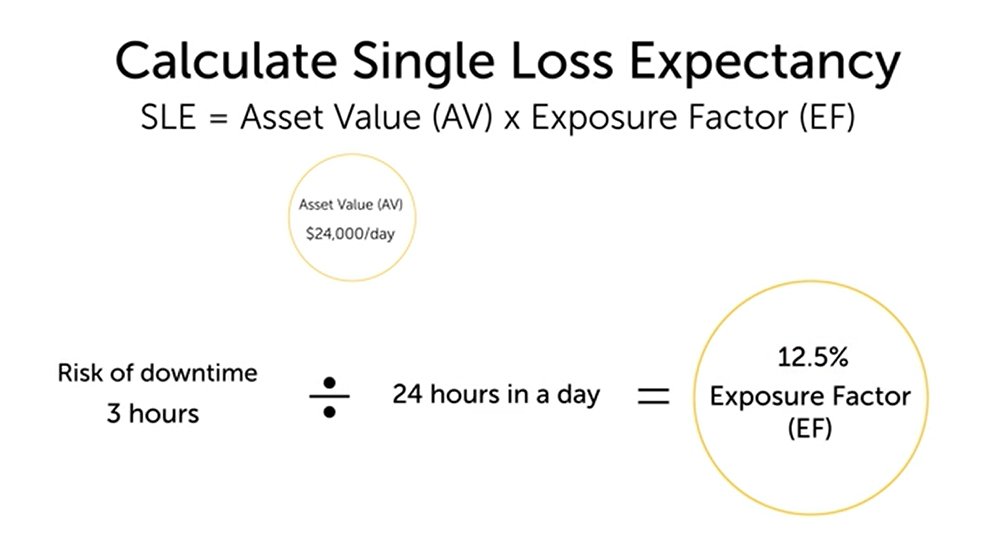 Calculate Single Loss Expectancy
SLE = Asset Value (AV) x Exposure Factor (EF)
Asset Value (AV)
$24,000/day
Risk of downtime
3 hours
÷
24 hours in a day
=
12.5%
Exposure Factor
(EF)